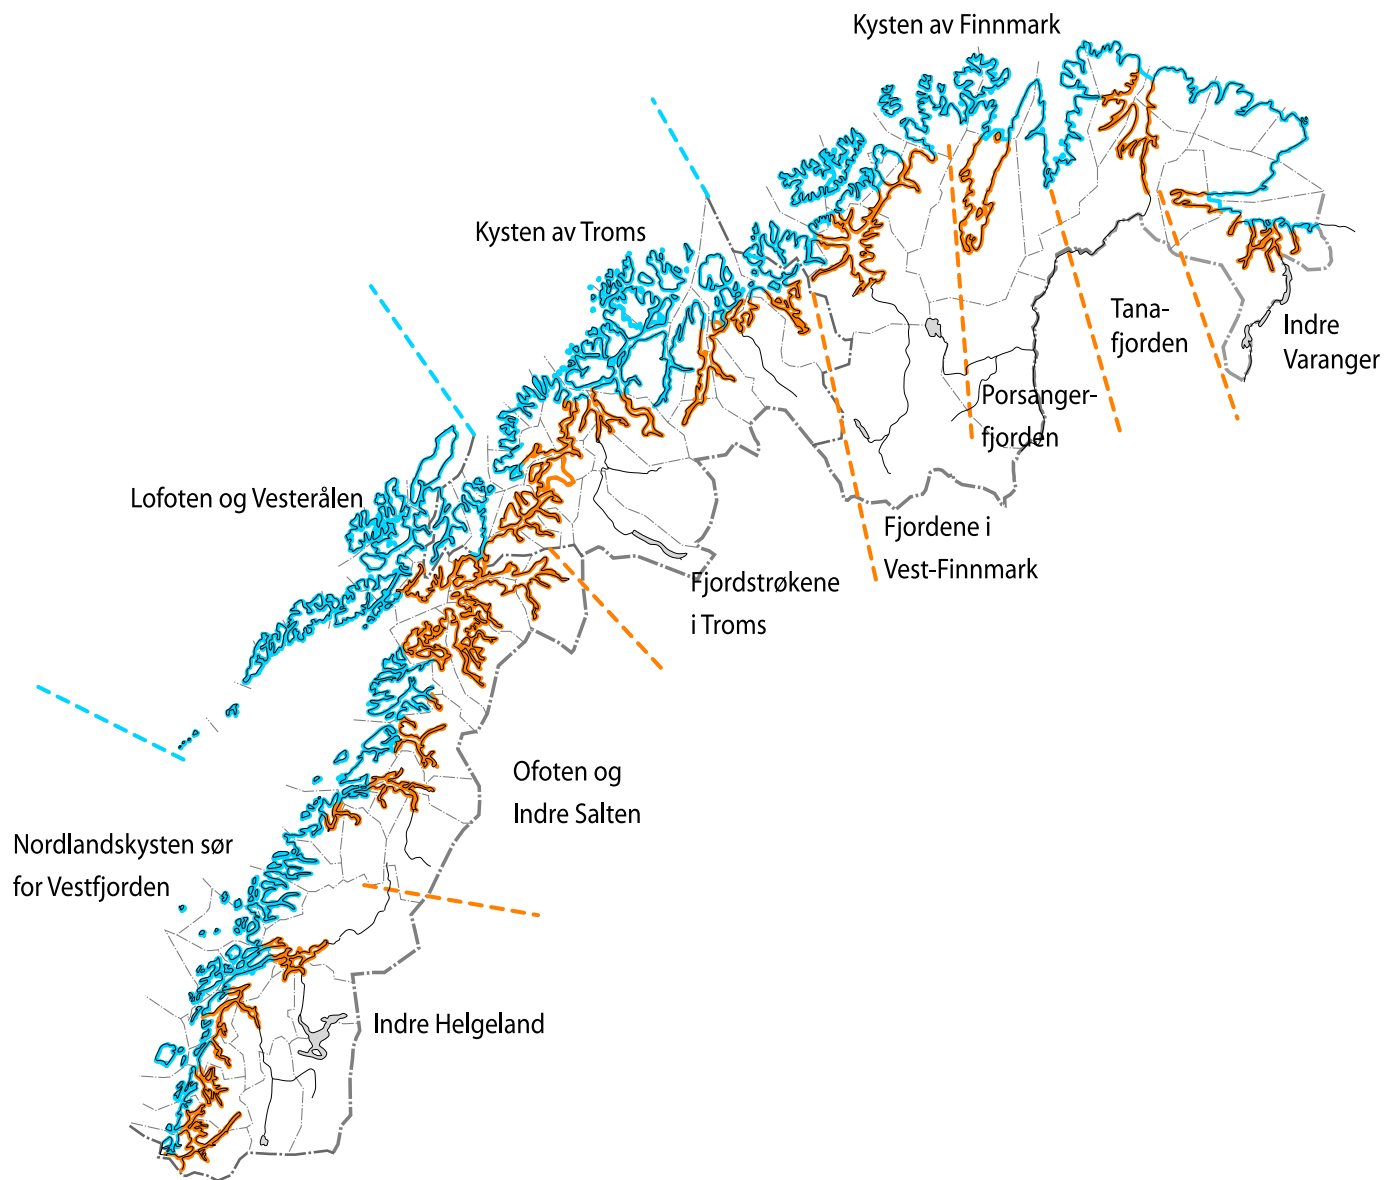 Kysten av Finnmark
Kysten av Troms
Tana-
fjorden
Indre
Varanger
Porsanger-
fjorden
Lofoten og Vesterålen
Fjordene i
Vest-Finnmark
Fjordstrøkene
i Troms
Ofoten og
Indre Salten
Nordlandskysten sør
for Vestfjorden
Indre Helgeland